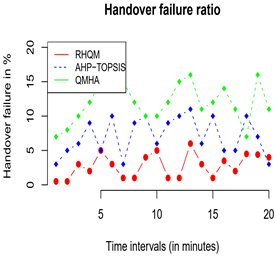 Handover failure ratio
Handover failure in %
20
15
10
5
0
RHQM
AHP-TOPSIS
QMHA
5
10
15
20
Time intervals (in minutes)